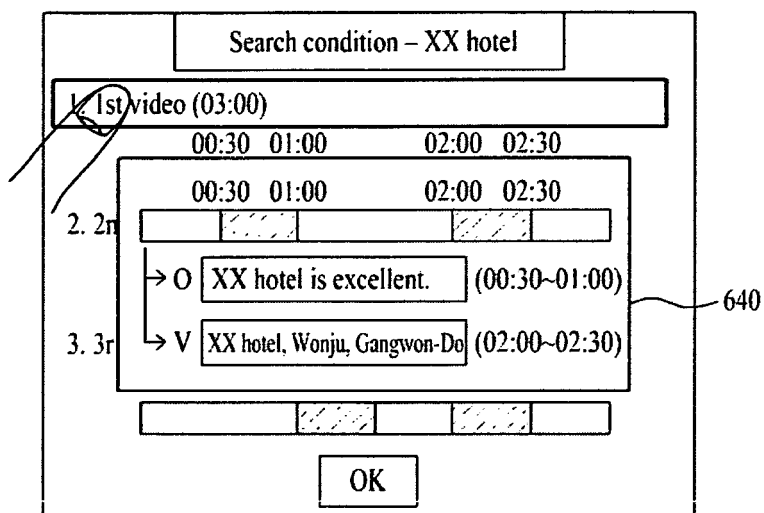 Search condition – XX hotel
1. 1st video (03:00)
00:30 01:00 02:00 02:30
00:30 01:00 02:00 02:30
2. 2n
O XX hotel is excellent. (00:30~01:00)
640
3. 3r V XX hotel, Wonju, Gangwon-Do (02:00~02:30)
OK